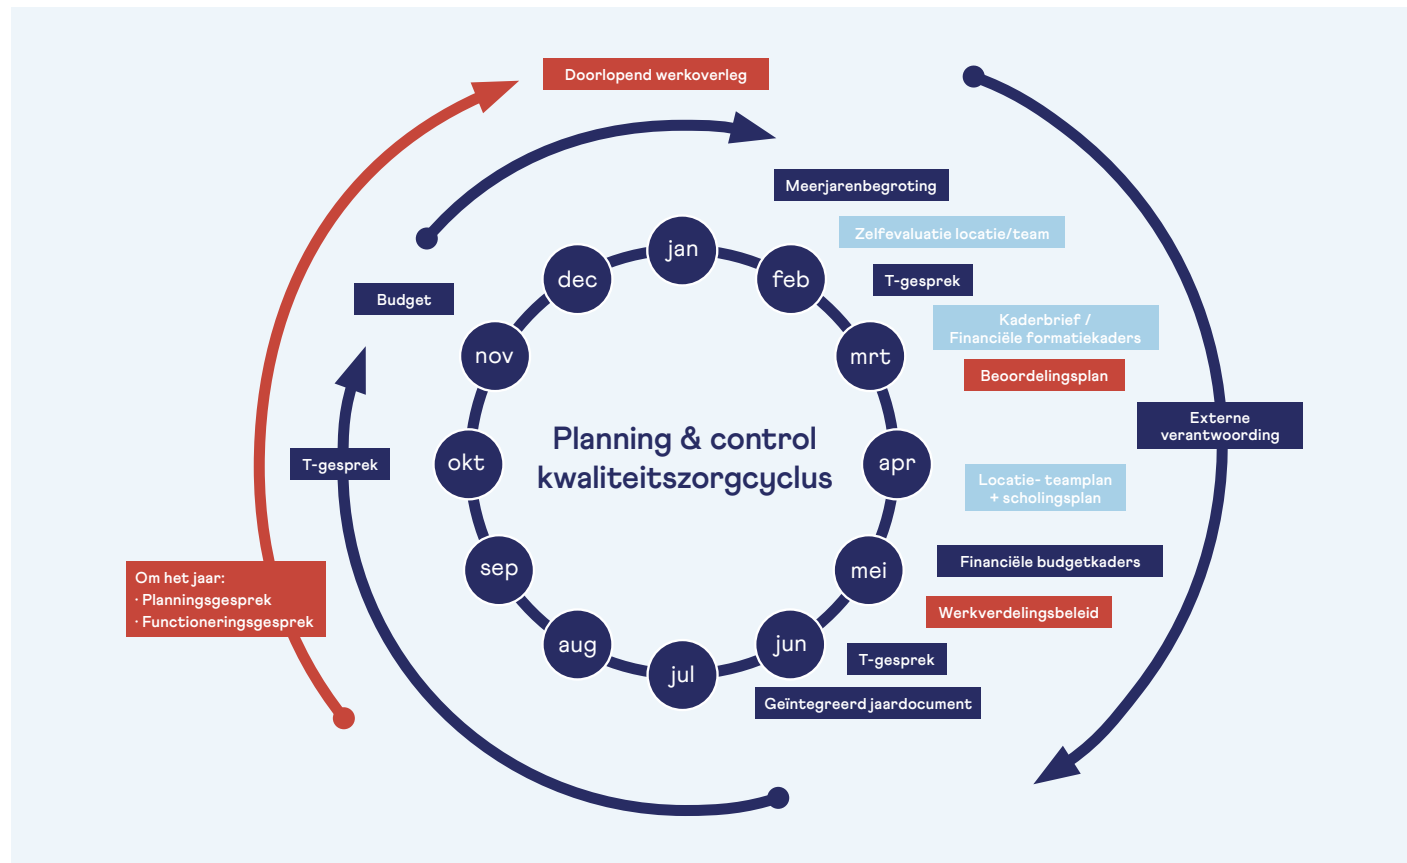 Doorlopend werkoverleg
Meerjarenbegroting
Zelfevaluatie locatie/team
T-gesprek
Kaderbrief /
Financiële formatiekaders
Beoordelingsplan
Externe
verantwoording
Locatie- teamplan
+ scholingsplan
Financiële budgetkaders
Werkverdelingsbeleid
T-gesprek
Geïntegreerd jaardocument
Budget
T-gesprek
Om het jaar:
· Planningsgesprek
· Functioneringsgesprek
jan
feb
mrt
apr
mei
jun
jul
aug
sep
okt
nov
dec
Planning & control
kwaliteitszorgcyclus